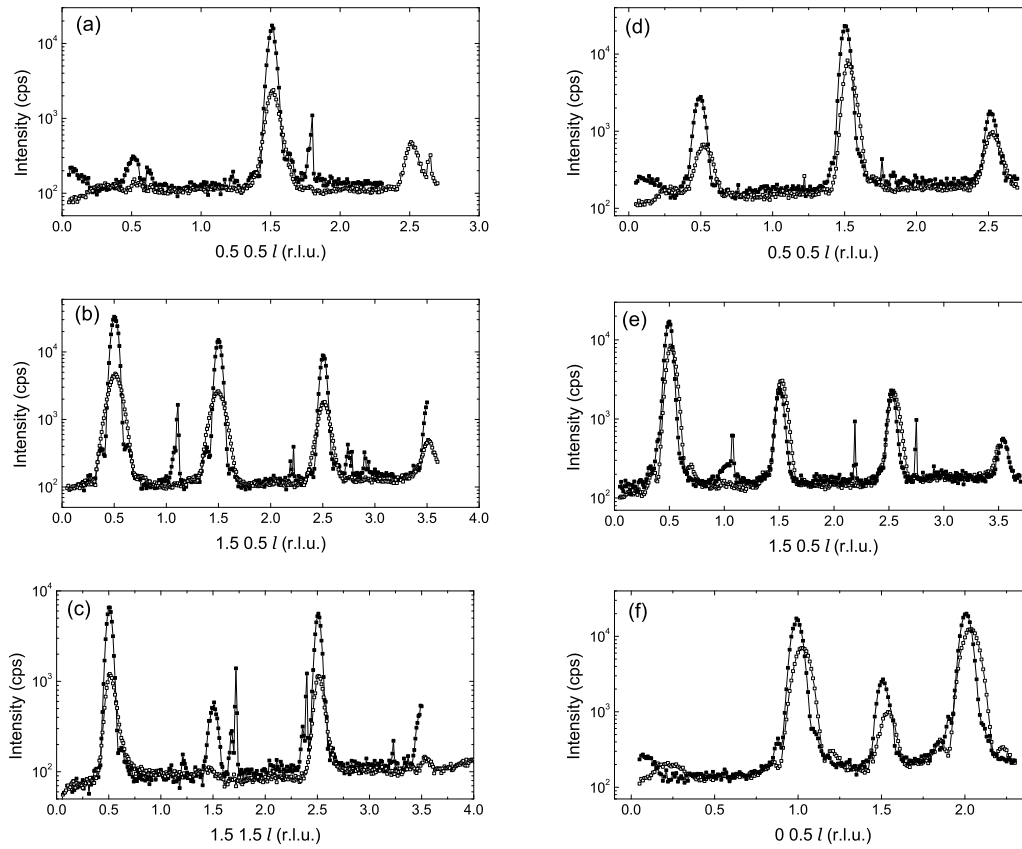 (a)
Intensity (cps)
10⁴
10³
10²
0.0 0.5 1.0 1.5 2.0 2.5 3.0
0.5 0.5 l (r.l.u.)
(d)
Intensity (cps)
10⁴
10³
10²
0.0 0.5 1.0 1.5 2.0 2.5
0.5 0.5 l (r.l.u.)
(b)
Intensity (cps)
10⁴
10³
10²
0.0 0.5 1.0 1.5 2.0 2.5 3.0 3.5 4.0
1.5 0.5 l (r.l.u.)
(e)
Intensity (cps)
10⁴
10³
10²
0.0 0.5 1.0 1.5 2.0 2.5 3.0 3.5
1.5 0.5 l (r.l.u.)
(c)
Intensity (cps)
10⁴
10³
10²
0.0 0.5 1.0 1.5 2.0 2.5 3.0 3.5 4.0
1.5 1.5 l (r.l.u.)
(f)
Intensity (cps)
10⁴
10³
10²
0.0 0.5 1.0 1.5 2.0
0 0.5 l (r.l.u.)